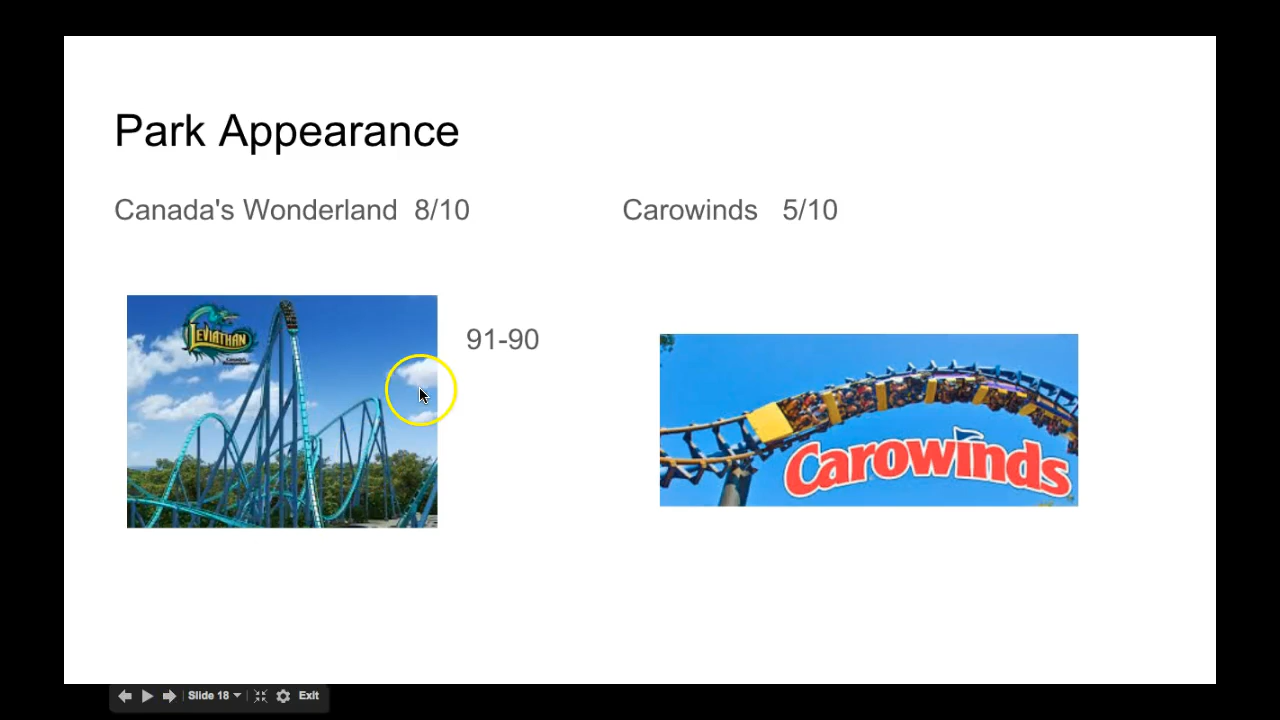 Park Appearance
Canada's Wonderland 8/10
Carowinds 5/10
LEVIATHAN
91-90
Carowinds
Slide 18
Exit